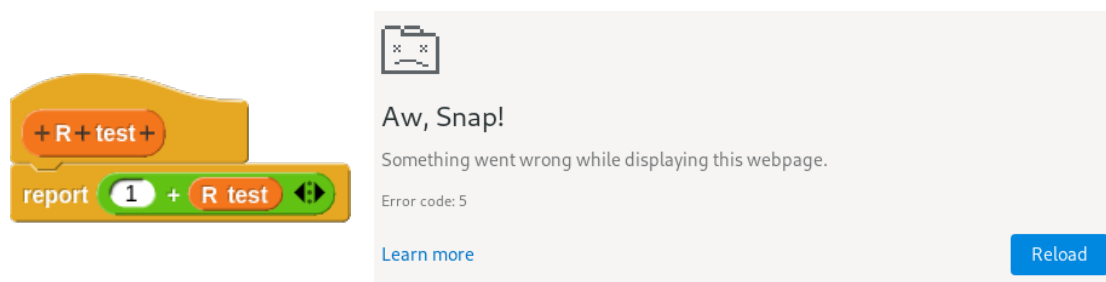 + R + test +
report 1 + R test
Aw, Snap!
Something went wrong while displaying this webpage.
Error code: 5
Learn more
Reload